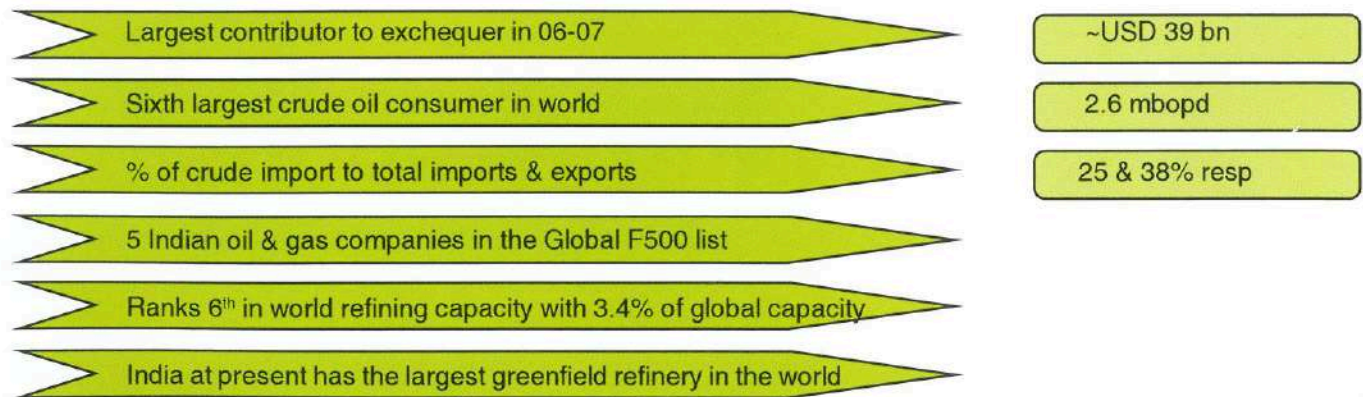 Largest contributor to exchequer in 06-07
~USD 39 bn
Sixth largest crude oil consumer in world
2.6 mbopd
% of crude import to total imports & exports
25 & 38% resp
5 Indian oil & gas companies in the Global F500 list
Ranks 6th in world refining capacity with 3.4% of global capacity
India at present has the largest greenfield refinery in the world